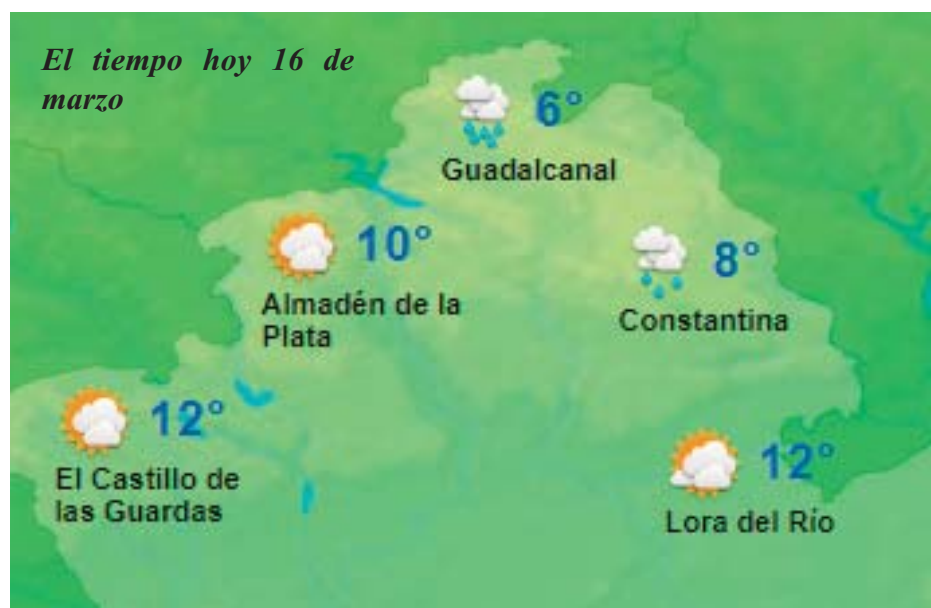 El tiempo hoy 16 de
marzo
6°
Guadalcanal
10°
Almadén de la
Plata
8°
Constantina
12°
El Castillo de
las Guardas
12°
Lora del Río